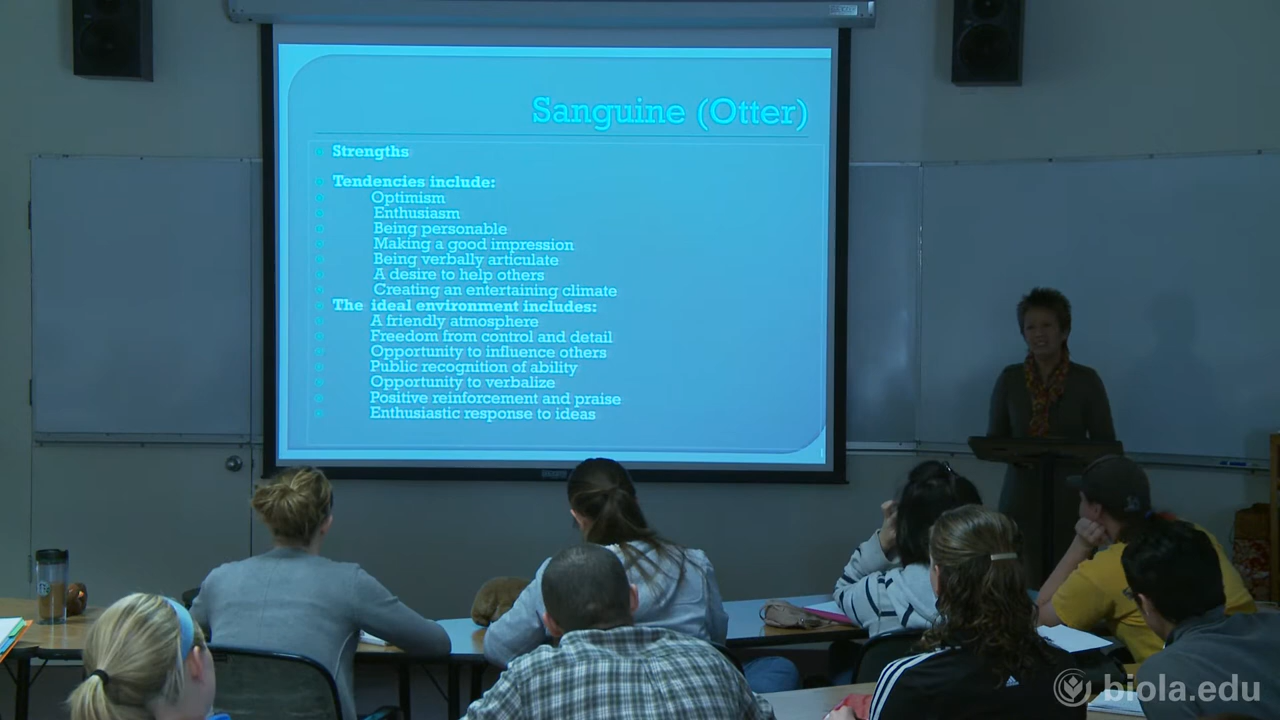 Sanguine (Otter)
Strengths
Tendencies include:
Optimism
Enthusiasm
Being personable
Making a good impression
Being verbally articulate
A desire to help others
Creating an entertaining climate
The ideal environment includes:
A friendly atmosphere
Freedom from control and detail
Opportunity to influence others
Public recognition of ability
Opportunity to verbalize
Positive reinforcement and praise
Enthusiastic response to ideas
biola.edu